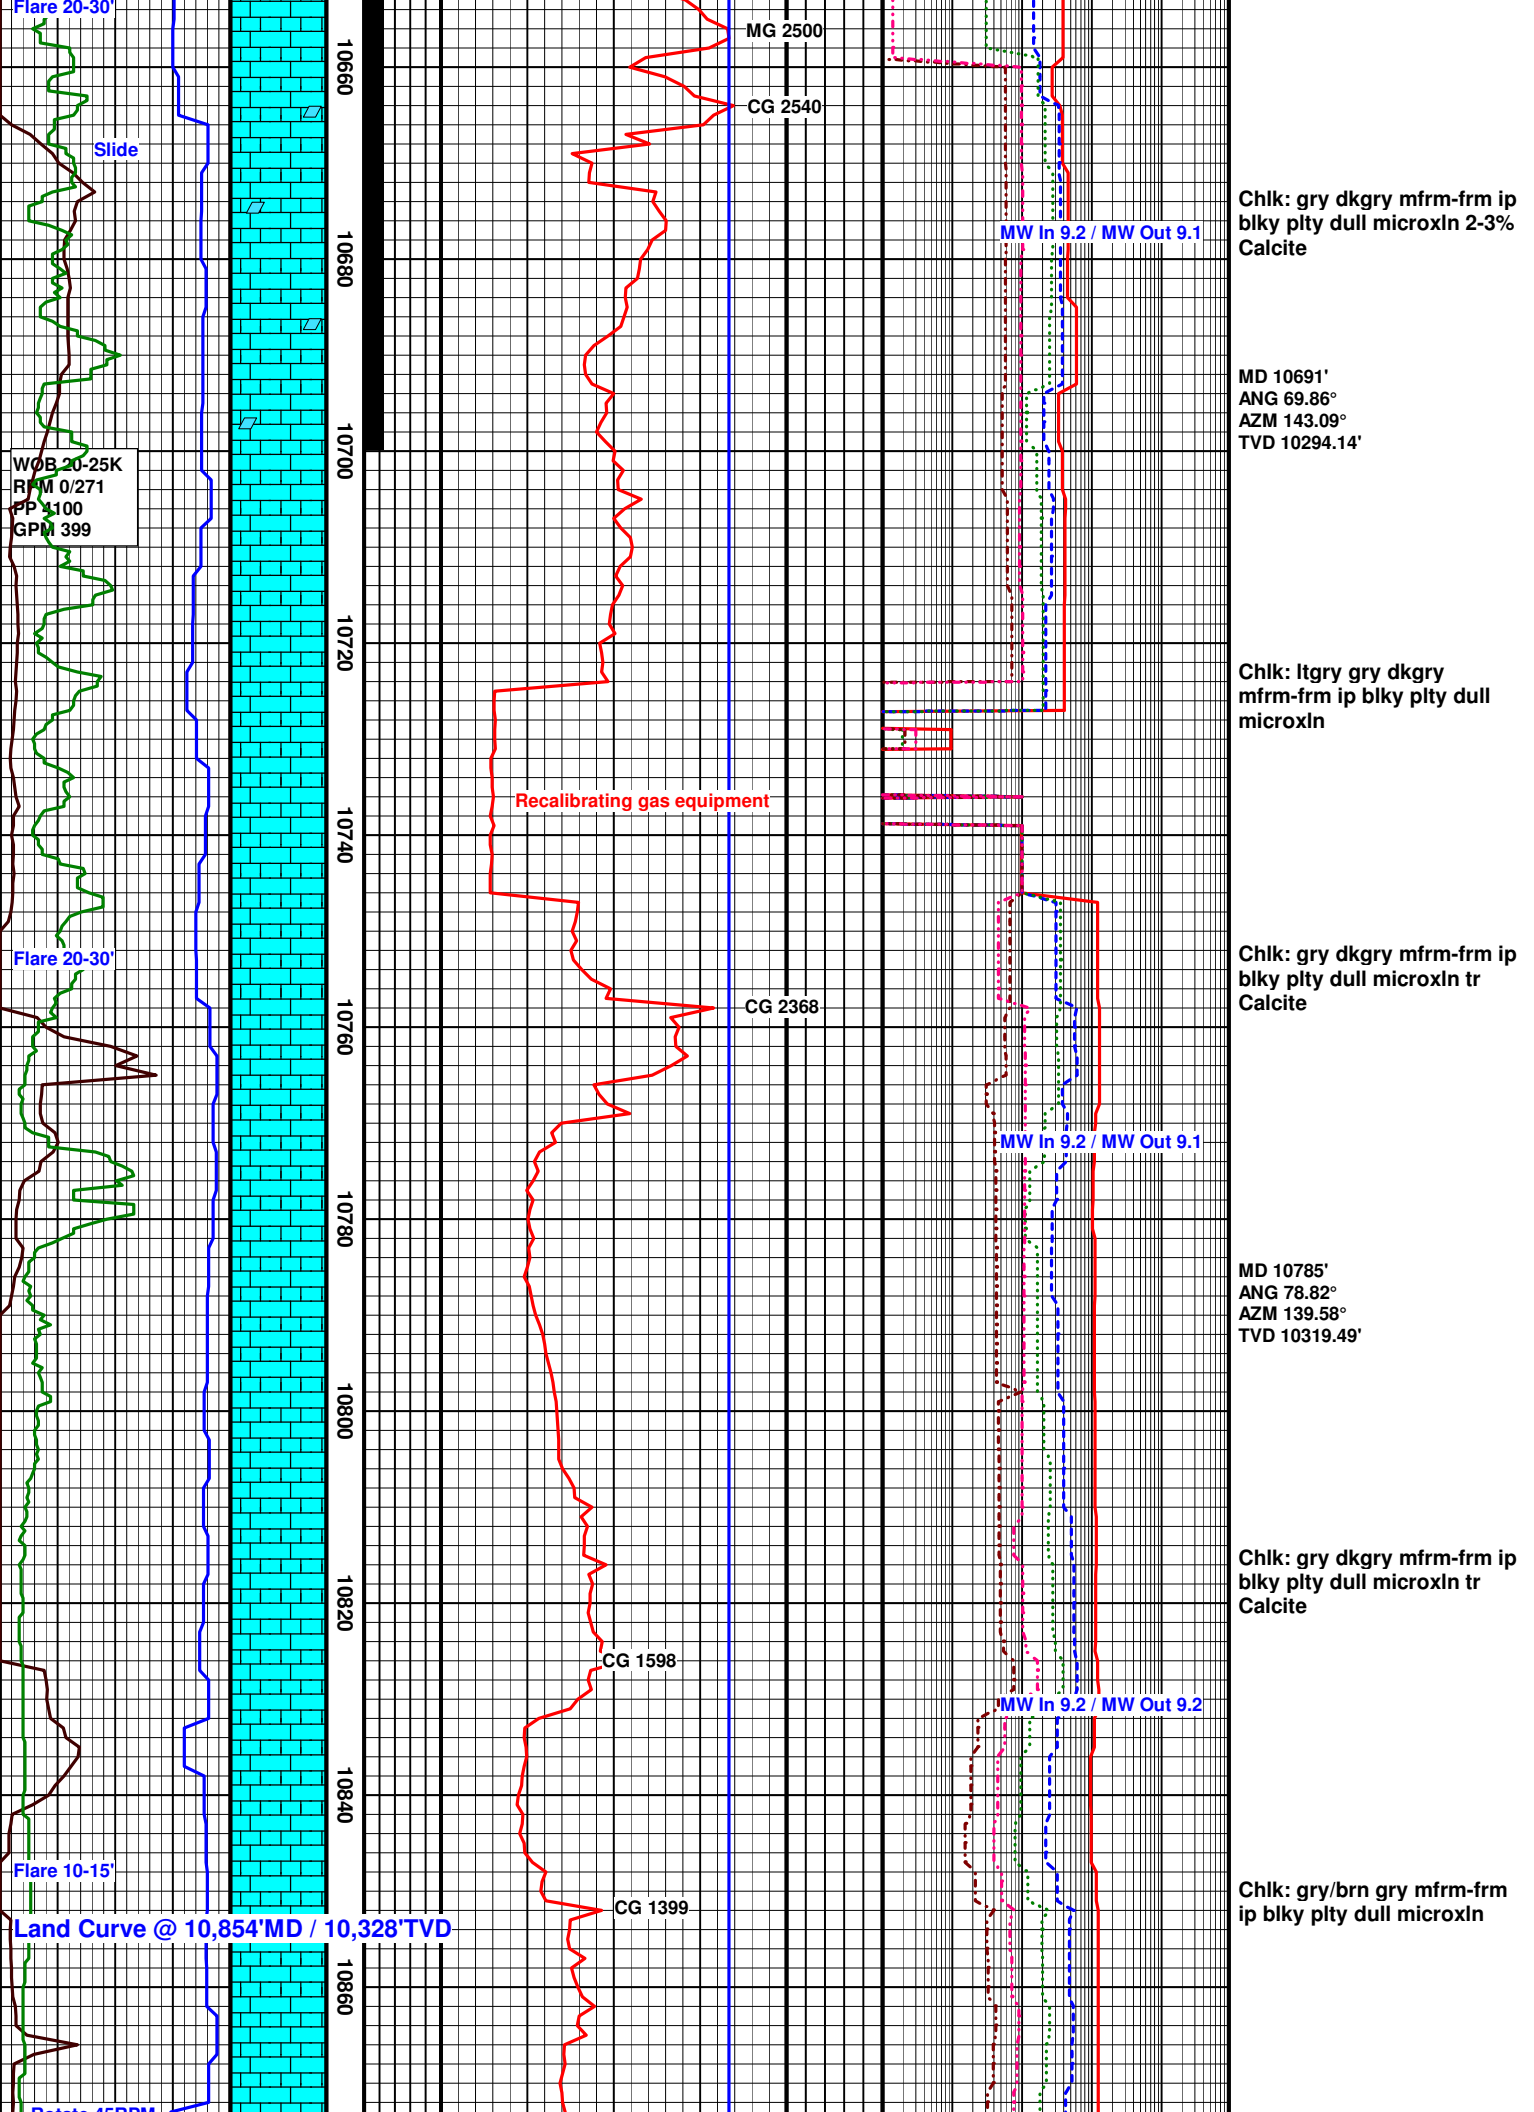 Flare 20-30'
MG 2500
10660
CG 2540
Slide
Chlk: gry dkgry mfrm-frm ip
blky plty dull microxln 2-3%
Calcite
MW In 9.2 / MW Out 9.1
10680
MD 10691'
ANG 69.86°
AZM 143.09°
TVD 10294.14'
10700
WOB 20-25K
RPM 0/271
PP 4100
GPM 399
10720
Chlk: ltgry gry dkgry
mfrm-frm ip blky plty dull
microxln
Recalibrating gas equipment
10740
Flare 20-30'
Chlk: gry dkgry mfrm-frm ip
blky plty dull microxln tr
Calcite
CG 2368
10760
MW In 9.2 / MW Out 9.1
10780
MD 10785'
ANG 78.82°
AZM 139.58°
TVD 10319.49'
10800
Chlk: gry dkgry mfrm-frm ip
blky plty dull microxln tr
Calcite
10820
CG 1598
MW In 9.2 / MW Out 9.2
10840
Flare 10-15'
Chlk: gry/brn gry mfrm-frm
ip blky plty dull microxln
CG 1399
Land Curve @ 10,854'MD / 10,328'TVD
10860
Rotate 45RPM